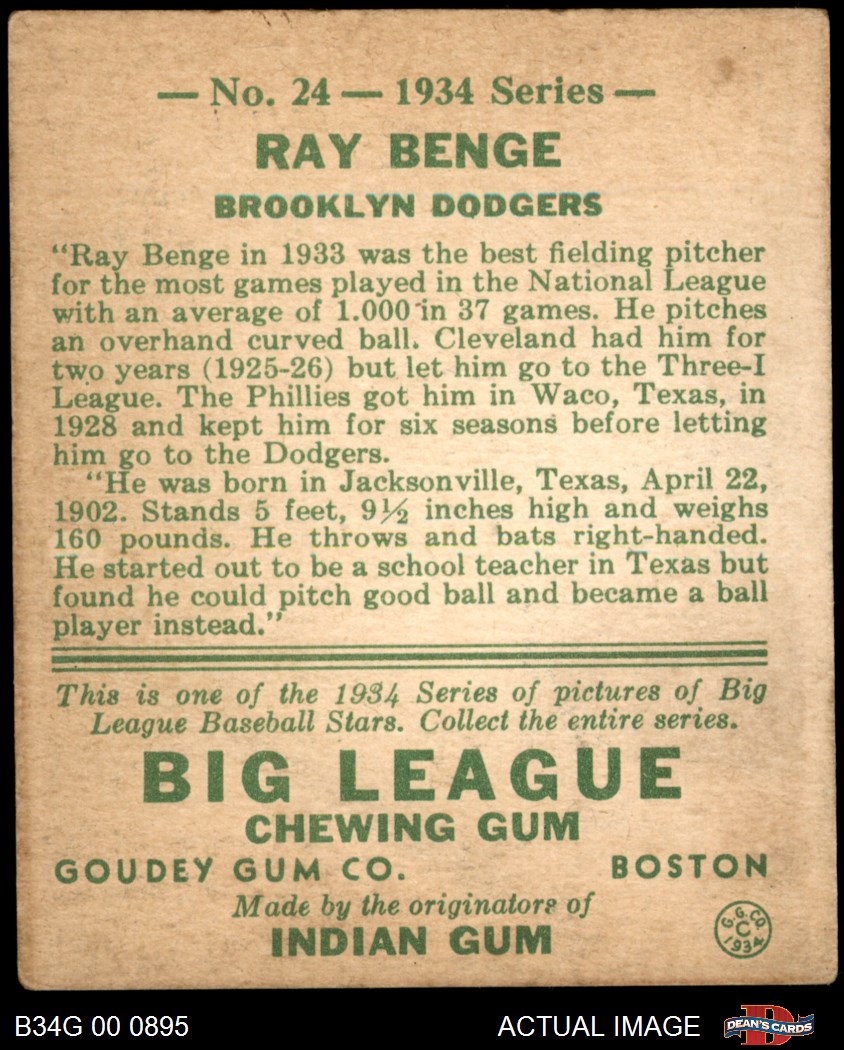 — No. 24 — 1934 Series —
RAY BENGE
BROOKLYN DODGERS
"Ray Benge in 1933 was the best fielding pitcher
for the most games played in the National League
with an average of 1.000 in 37 games. He pitches
an overhand curved ball. Cleveland had him for
two years (1925-26) but let him go to the Three-I
League. The Phillies got him in Waco, Texas, in
1928 and kept him for six seasons before letting
him go to the Dodgers.
"He was born in Jacksonville, Texas, April 22,
1902. Stands 5 feet, 9½ inches high and weighs
160 pounds. He throws and bats right-handed.
He started out to be a school teacher in Texas but
found he could pitch good ball and became a ball
player instead."
This is one of the 1934 Series of pictures of Big
League Baseball Stars. Collect the entire series.
BIG LEAGUE
CHEWING GUM
GOUDEY GUM CO. BOSTON
Made by the originators of
INDIAN GUM
G.G.CO.
C
1934
B34G 00 0895 ACTUAL IMAGE
D
DEAN'S CARDS